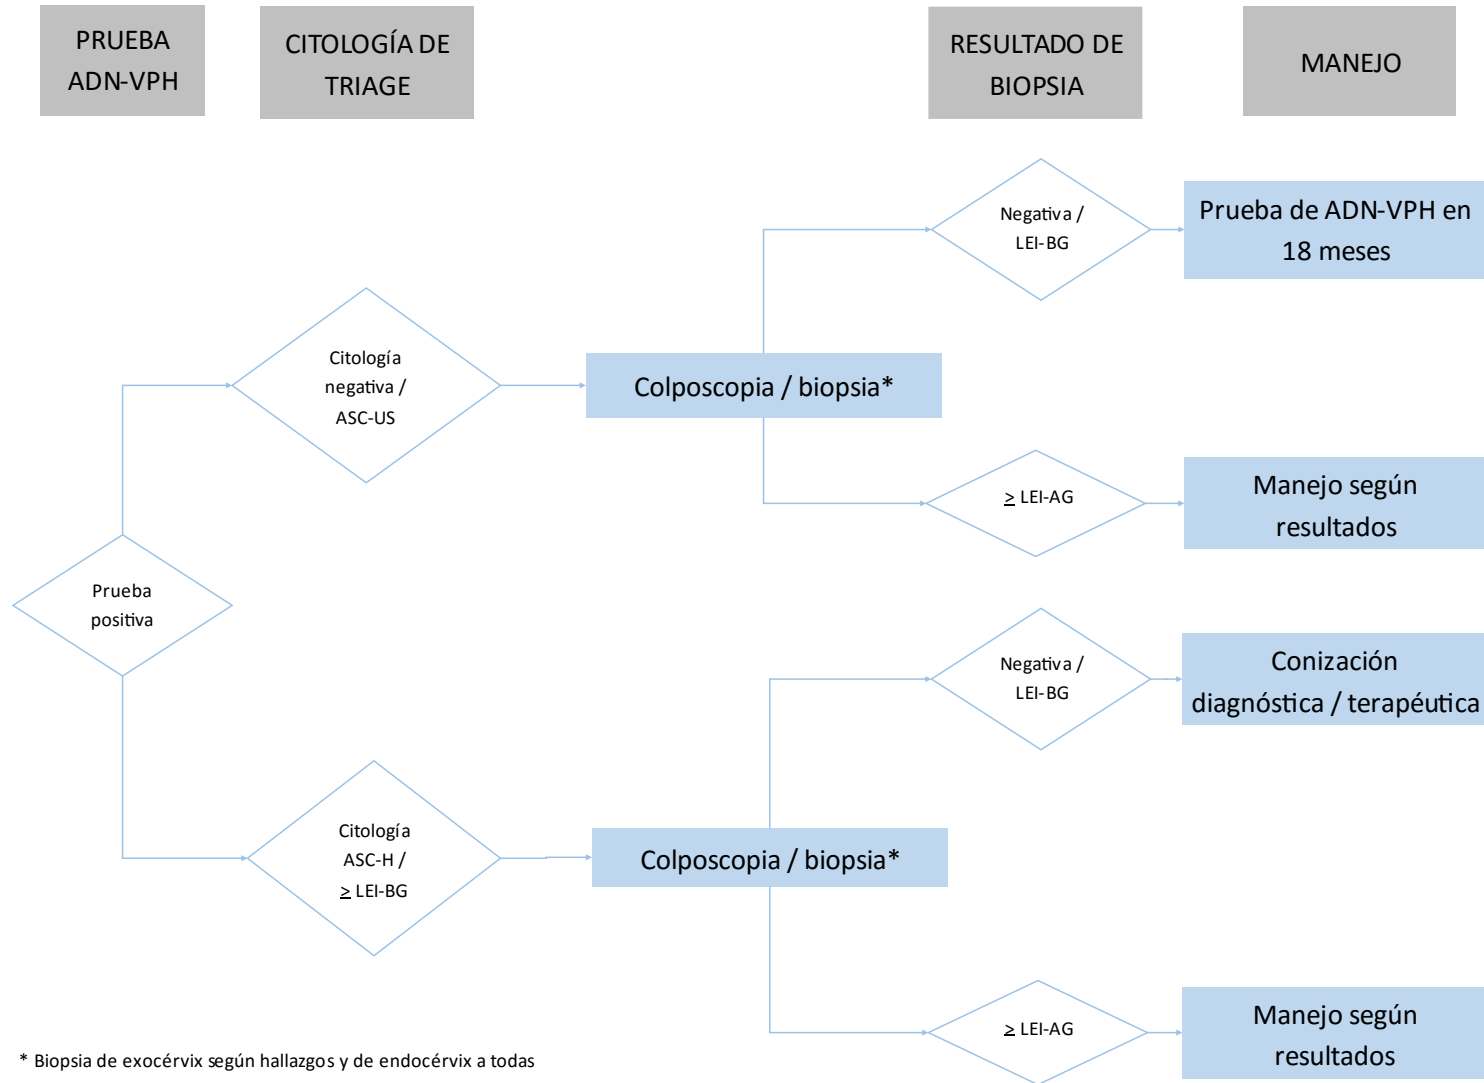 PRUEBA
ADN-VPH
CITOLOGÍA DE
TRIAGE
RESULTADO DE
BIOPSIA
MANEJO
Negativa /
LEI-BG
Prueba de ADN-VPH en
18 meses
Citología
negativa /
ASC-US
Colposcopia / biopsia*
≥ LEI-AG
Manejo según
resultados
Prueba
positiva
Negativa /
LEI-BG
Conización
diagnóstica / terapéutica
Citología
ASC-H /
≥ LEI-BG
Colposcopia / biopsia*
≥ LEI-AG
Manejo según
resultados
* Biopsia de exocérvix según hallazgos y de endocérvix a todas